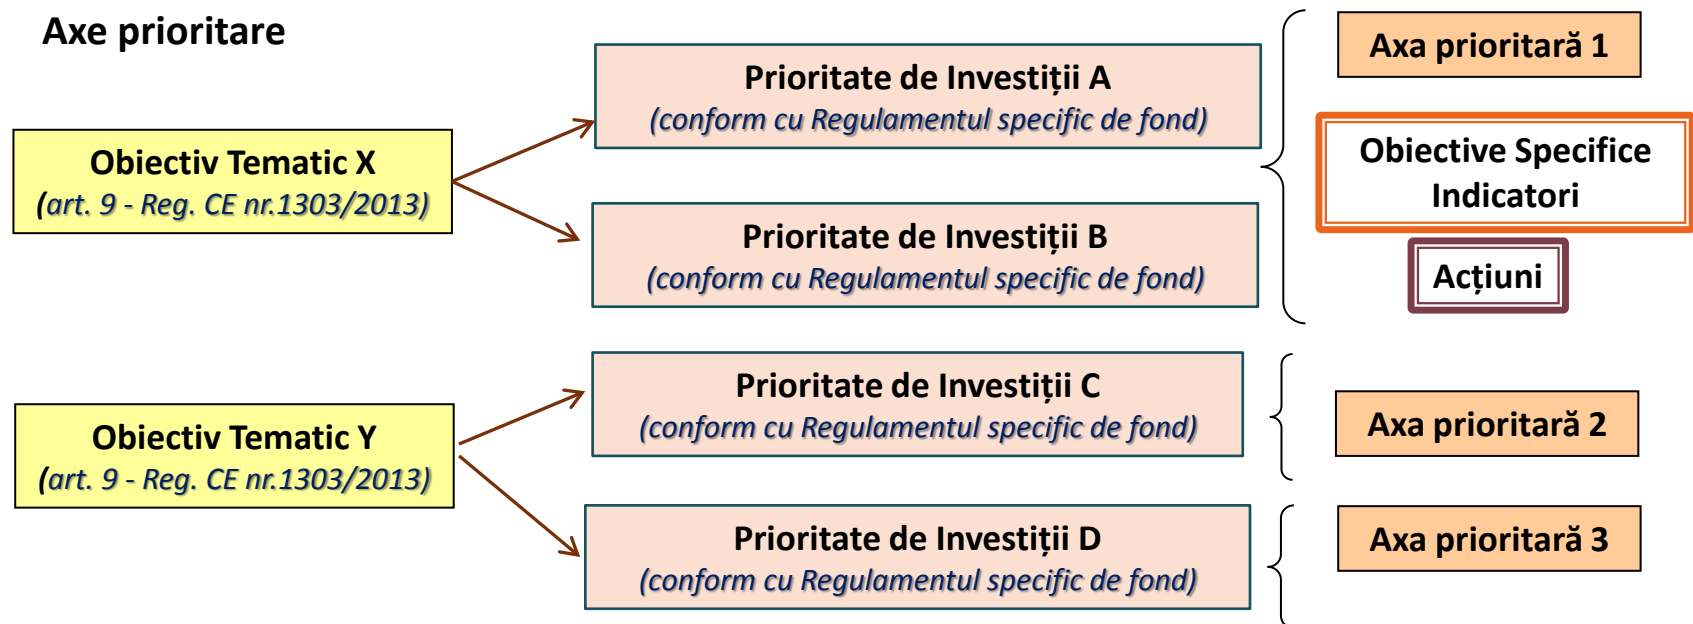 Axe prioritare
Obiectiv Tematic X
(art. 9 - Reg. CE nr.1303/2013)
Prioritate de Investiții A
(conform cu Regulamentul specific de fond)
Prioritate de Investiții B
(conform cu Regulamentul specific de fond)
Axa prioritară 1
Obiective Specifice
Indicatori
Acțiuni
Obiectiv Tematic Y
(art. 9 - Reg. CE nr.1303/2013)
Prioritate de Investiții C
(conform cu Regulamentul specific de fond)
Axa prioritară 2
Prioritate de Investiții D
(conform cu Regulamentul specific de fond)
Axa prioritară 3